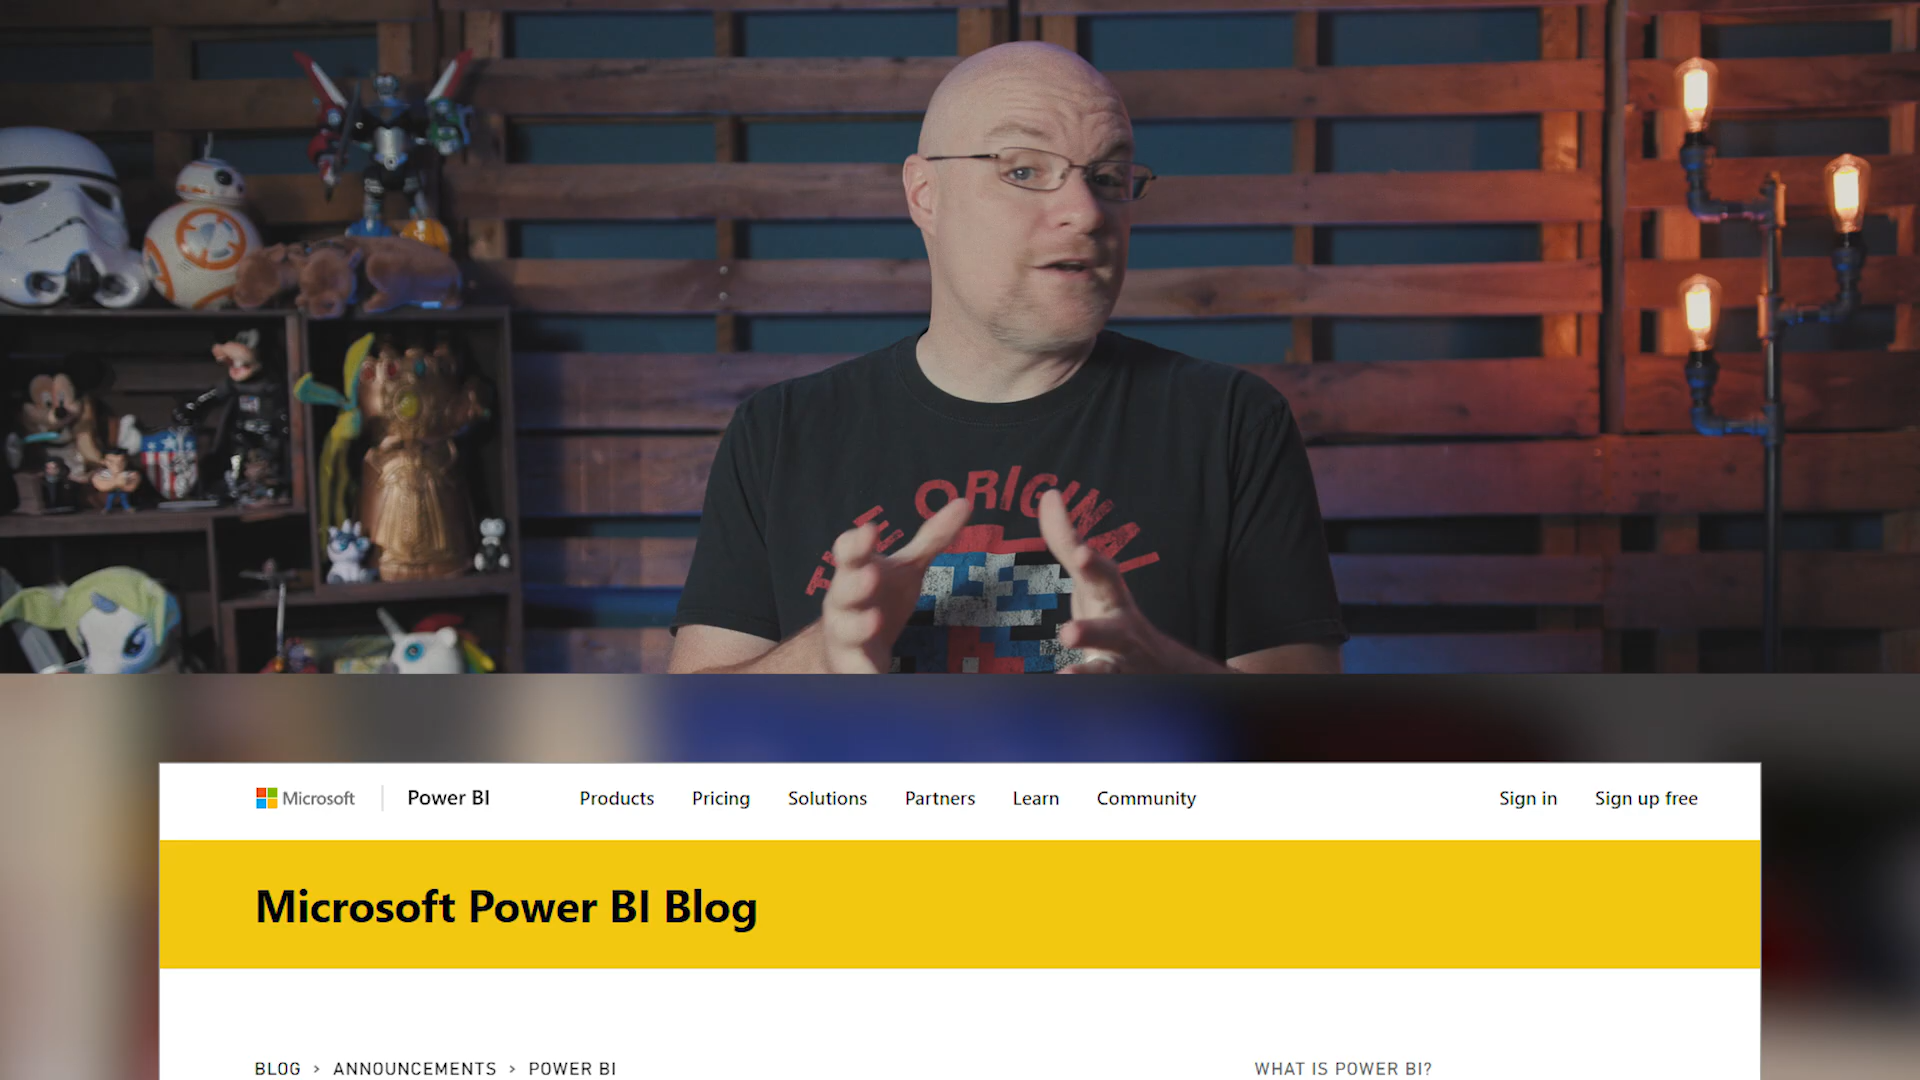 THE ORIGINAL
Microsoft
Power BI
Products
Pricing
Solutions
Partners
Learn
Community
Sign in
Sign up free
Microsoft Power BI Blog
BLOG > ANNOUNCEMENTS > POWER BI
WHAT IS POWER BI?